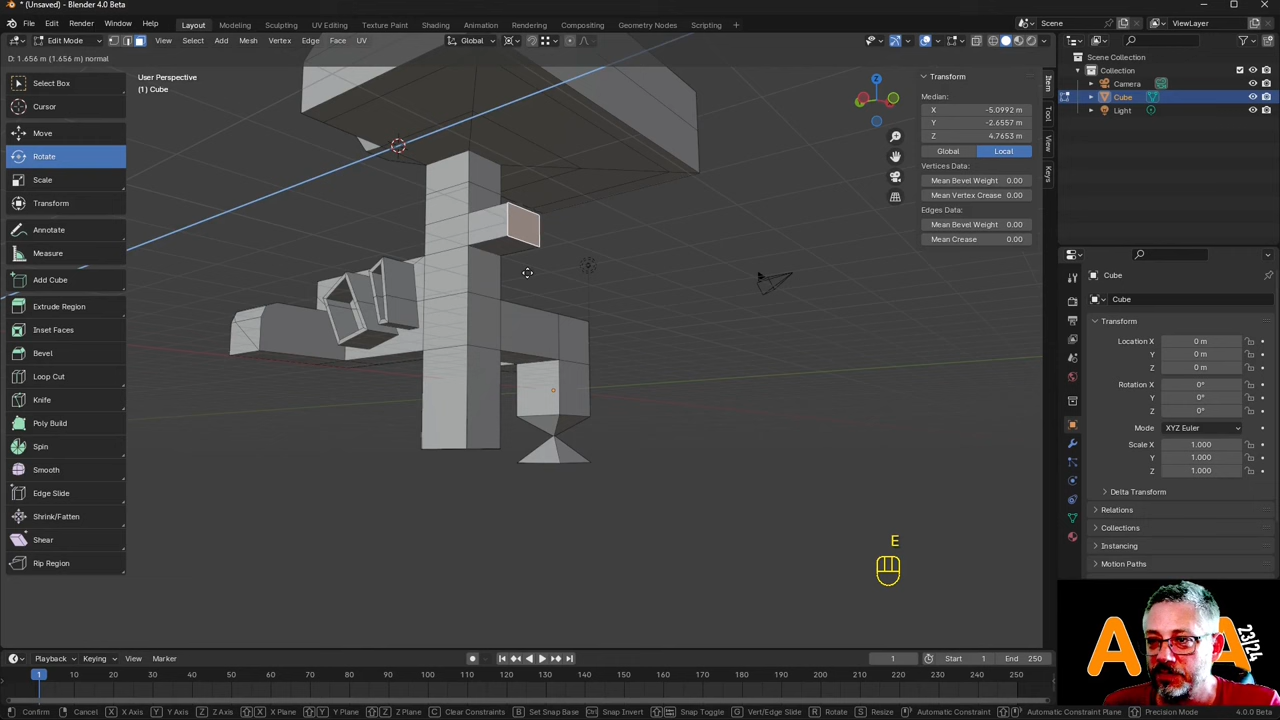 * (Unsaved) - Blender 4.0 Beta
File Edit Render Window Help
Layout Modeling Sculpting UV Editing Texture Paint Shading Animation Rendering Compositing Geometry Nodes Scripting
Scene
ViewLayer
Edit Mode
View Select Add Mesh Vertex Edge Face UV
Global
D: 1.656 m (1.656 m) normal
Select Box
Cursor
Move
Rotate
Scale
Transform
Annotate
Measure
Add Cube
Extrude Region
Inset Faces
Bevel
Loop Cut
Knife
Poly Build
Spin
Smooth
Edge Slide
Shrink/Fatten
Shear
Rip Region
User Perspective
(1) Cube
Z
E
Transform
Median:
X -5.0992 m
Y -2.6557 m
Z 4.7653 m
Global Local
Vertices Data:
Mean Bevel Weight 0.00
Mean Vertex Crease 0.00
Edges Data:
Mean Bevel Weight 0.00
Mean Crease 0.00
Item
Tool
View
Keys
Scene Collection
Collection
Camera
Cube
Light
Cube
Cube
Transform
Location X 0 m
Y 0 m
Z 0 m
Rotation X 0°
Y 0°
Z 0°
Mode XYZ Euler
Scale X 1.000
Y 1.000
Z 1.000
Delta Transform
Relations
Collections
Instancing
Motion Paths
A A
23/24
Playback Keying View Marker
1 Start 1 End 250
1 10 20 30 40 50 60 70 80 90 100 110 120 130 140 150 160 170 180 190 200 210 220 230 240 250
Confirm Cancel X X Axis Y Y Axis Z Z Axis X X Plane Y Y Plane Z Z Plane C Clear Constraints B Set Snap Base Ctrl Snap Invert Snap Toggle G Vert/Edge Slide R Rotate S Resize Automatic Constraint Automatic Constraint Plane Precision Mode 4.0.0 Beta